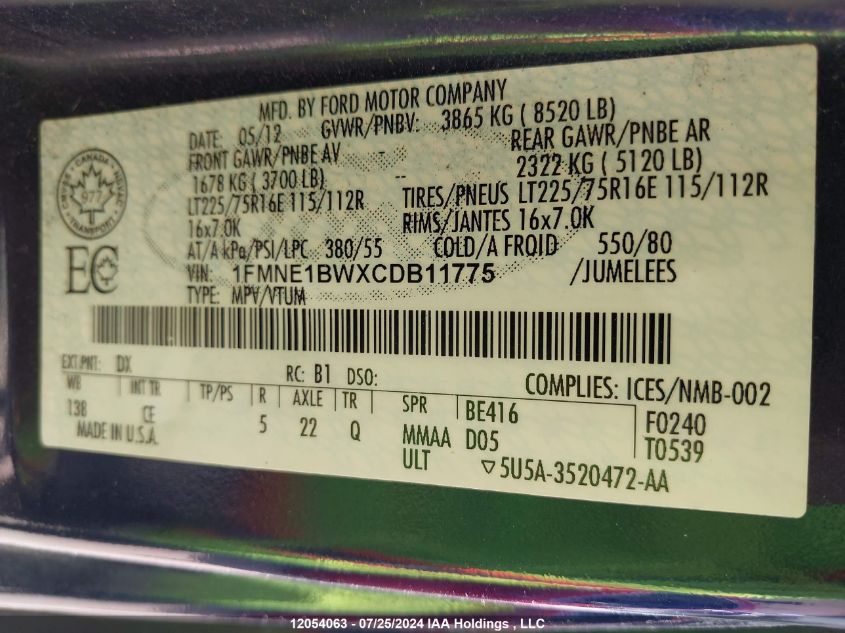 MFD. BY FORD MOTOR COMPANY
DATE: 05/12 GVWR/PNBV: 3865 KG ( 8520 LB)
FRONT GAWR/PNBE AV - REAR GAWR/PNBE AR
1678 KG ( 3700 LB) -- 2322 KG ( 5120 LB)
LT225/75R16E 115/112R TIRES/PNEUS LT225/75R16E 115/112R
16x7.0K RIMS/JANTES 16x7.0K
AT/A kPa/PSI/LPC 380/55 COLD/A FROID 550/80
VIN: 1FMNE1BWXCDB11775 /JUMELEES
TYPE: MPV/VTUM
CANADA
977
TRANSPORT
EC
EXT PNT: DX RC: B1 DSO: COMPLIES: ICES/NMB-002
WB INT TR TP/PS R AXLE TR SPR BE416 F0240
138 CE 5 22 Q MMAA D05 T0539
MADE IN U.S.A. ULT ▽5U5A-3520472-AA
12054063 - 07/25/2024 IAA Holdings , LLC